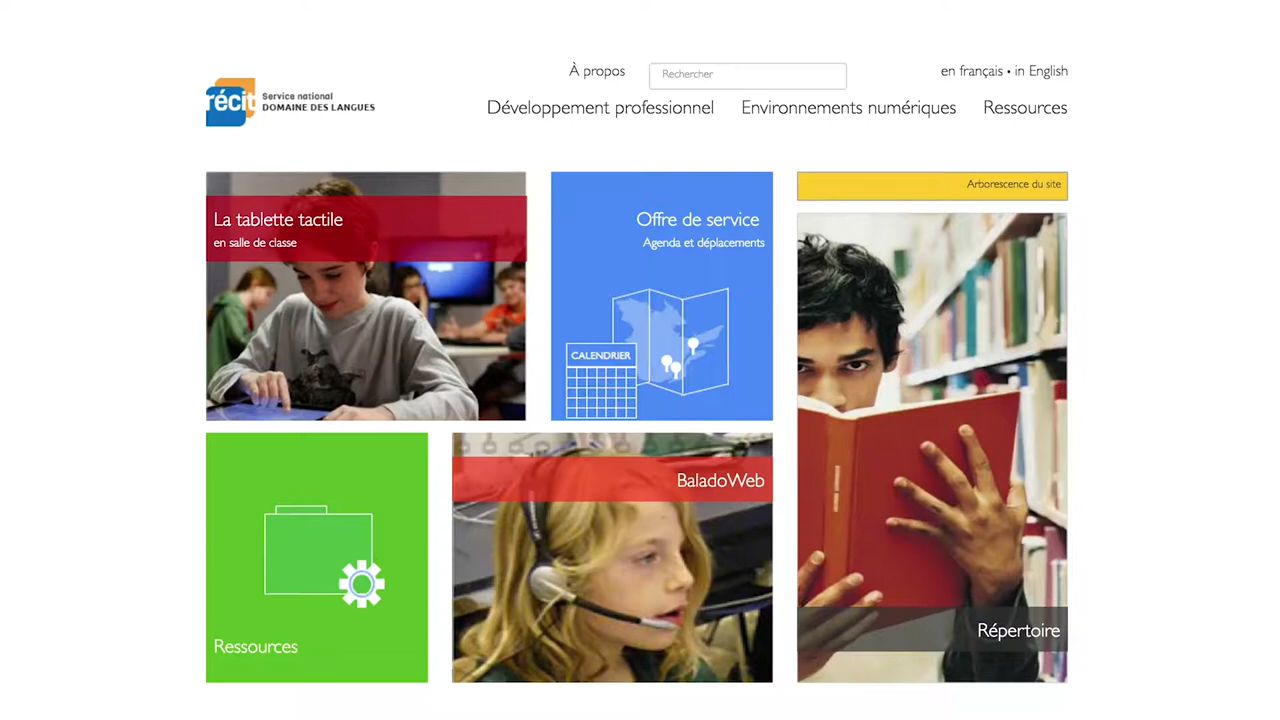 À propos
Rechercher
en français • in English
récit
Service national
DOMAINE DES LANGUES
Développement professionnel
Environnements numériques
Ressources
La tablette tactile
en salle de classe
Offre de service
Agenda et déplacements
CALENDRIER
Arborescence du site
Ressources
BaladoWeb
Répertoire